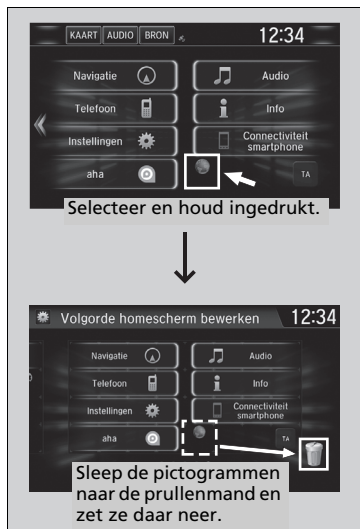 KAART AUDIO BRON 12:34
Navigatie Audio
Telefoon Info
Instellingen Connectiviteit
smartphone
aha TA
Selecteer en houd ingedrukt.
Volgorde homescherm bewerken 12:34
Navigatie Audio
Telefoon Info
Instellingen Connectiviteit
smartphone
aha TA
Sleep de pictogrammen
naar de prullenmand en
zet ze daar neer.